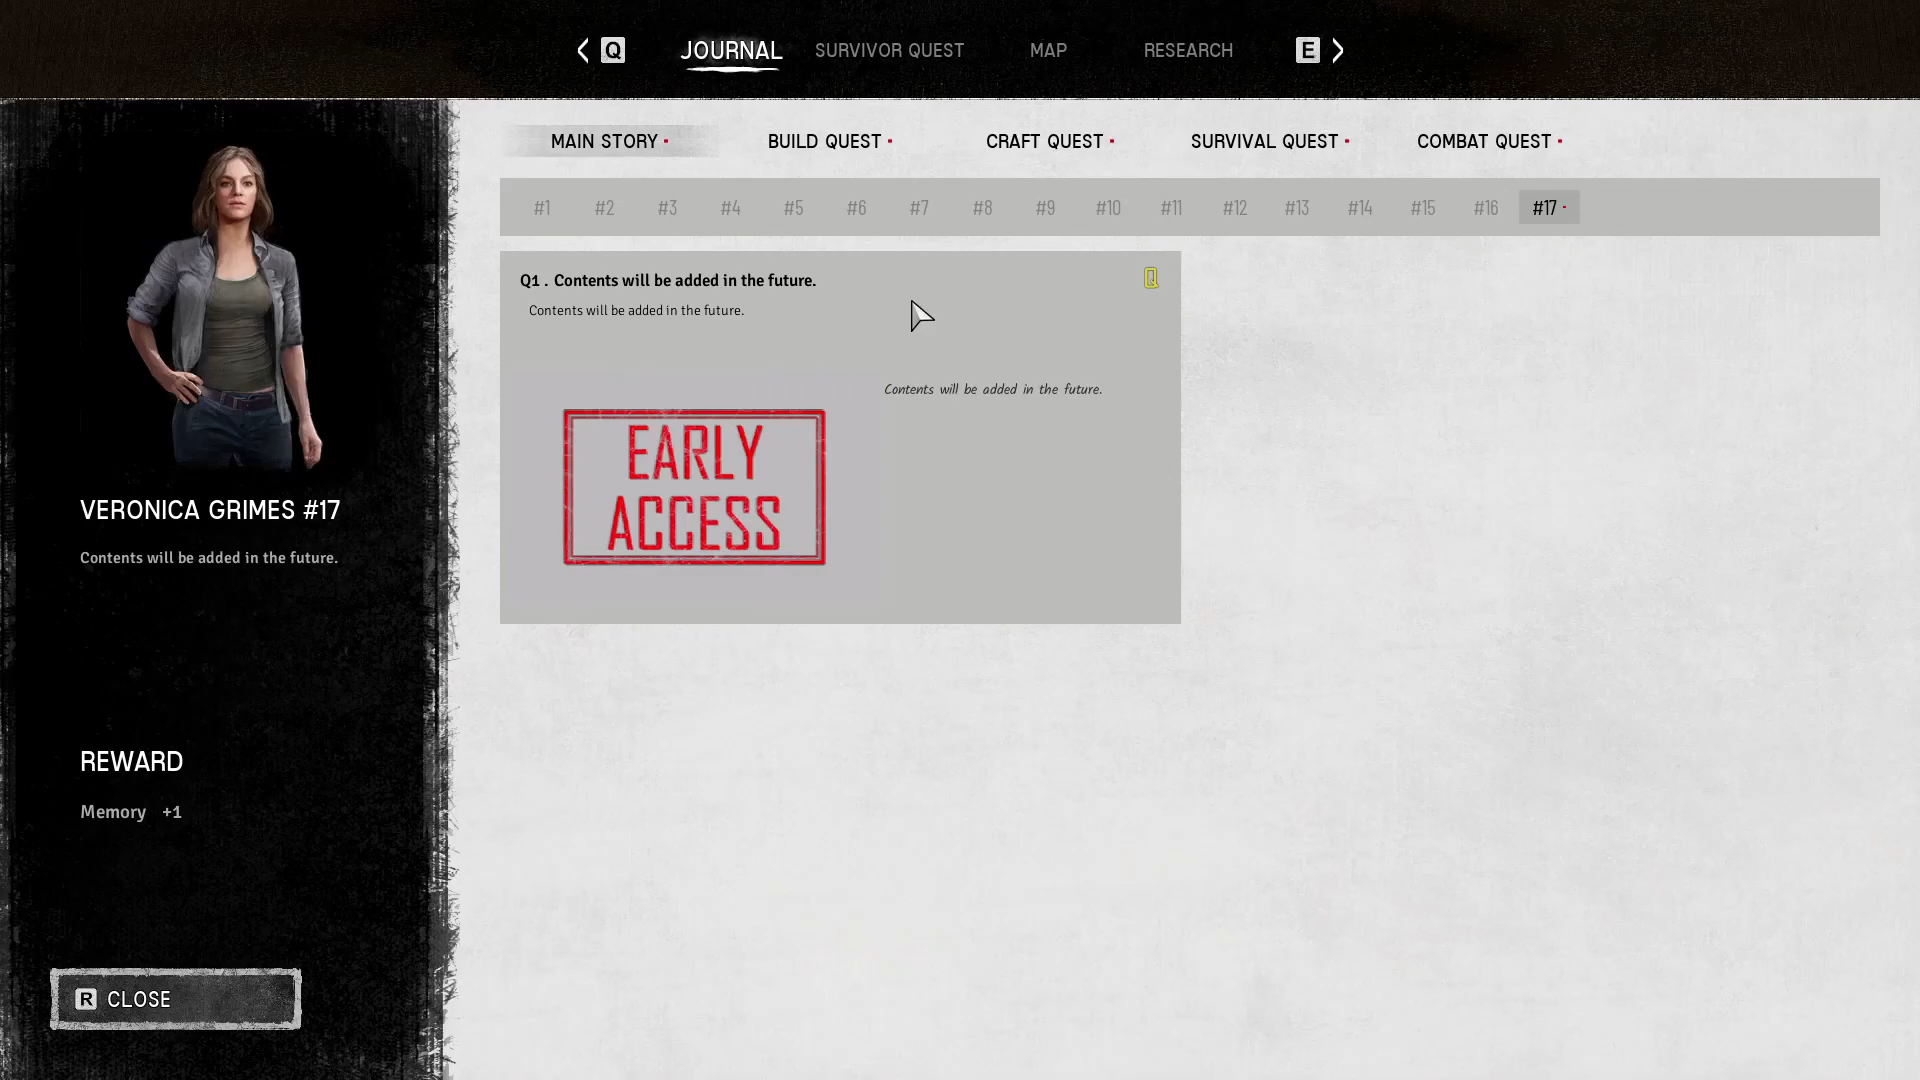 Q JOURNAL SURVIVOR QUEST MAP RESEARCH E
MAIN STORY BUILD QUEST CRAFT QUEST SURVIVAL QUEST COMBAT QUEST
#1 #2 #3 #4 #5 #6 #7 #8 #9 #10 #11 #12 #13 #14 #15 #16 #17
Q1 . Contents will be added in the future.
Contents will be added in the future.
Contents will be added in the future.
EARLY
ACCESS
VERONICA GRIMES #17
Contents will be added in the future.
REWARD
Memory +1
R CLOSE